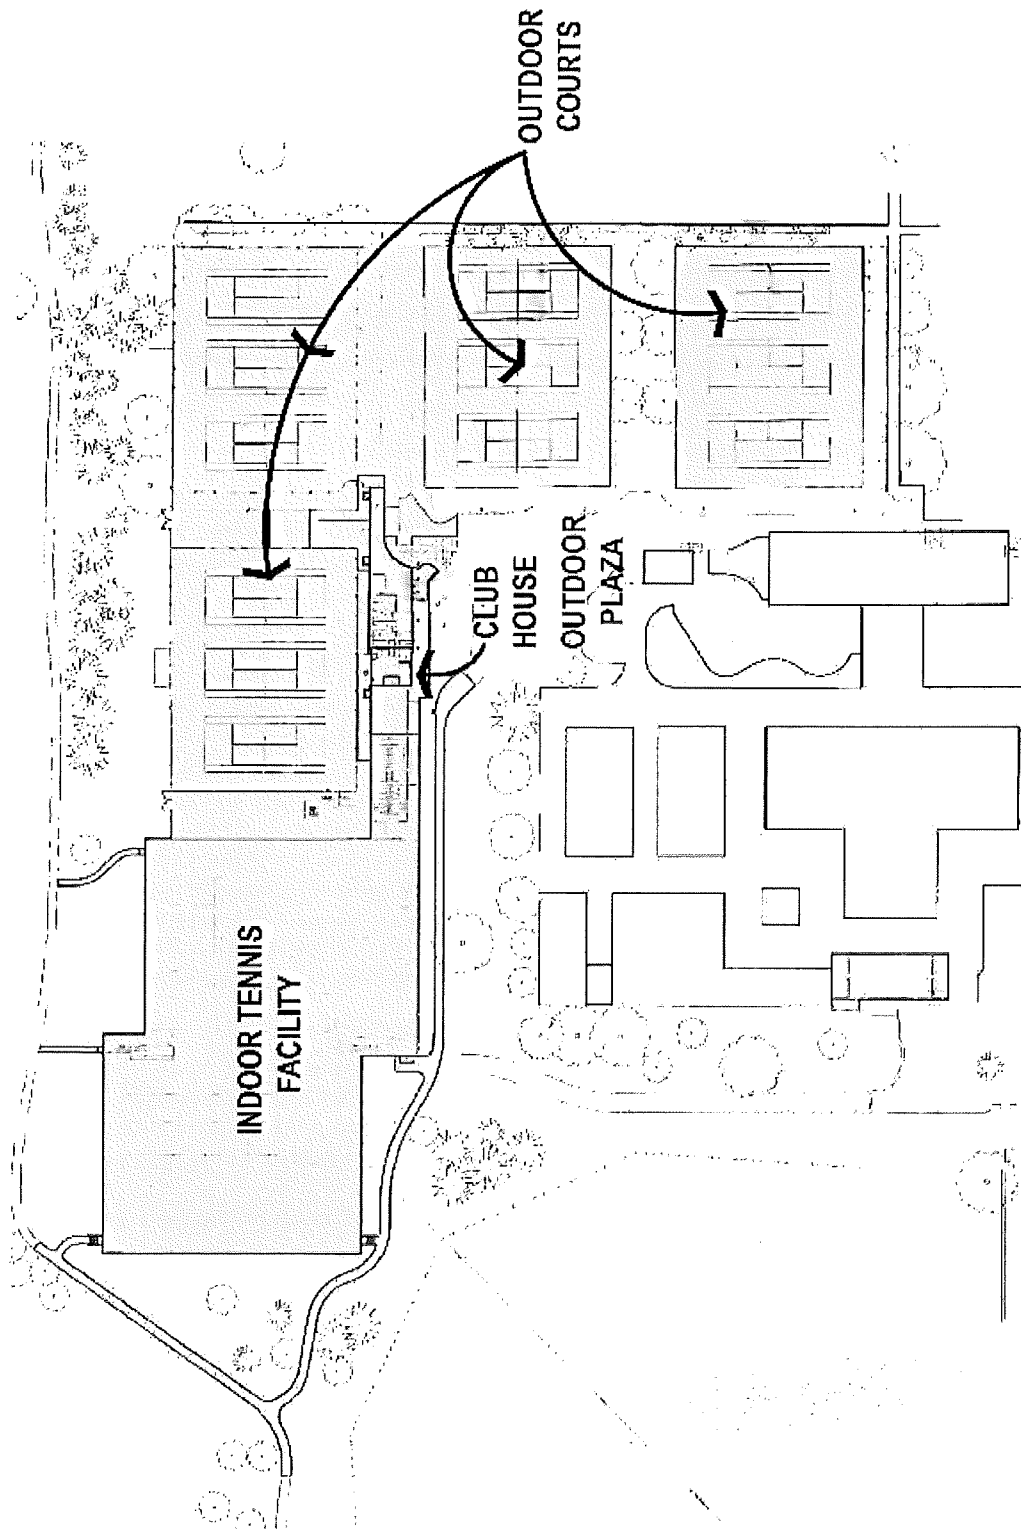 OUTDOOR
COURTS
CLUB
HOUSE
OUTDOOR
PLAZA
INDOOR TENNIS
FACILITY